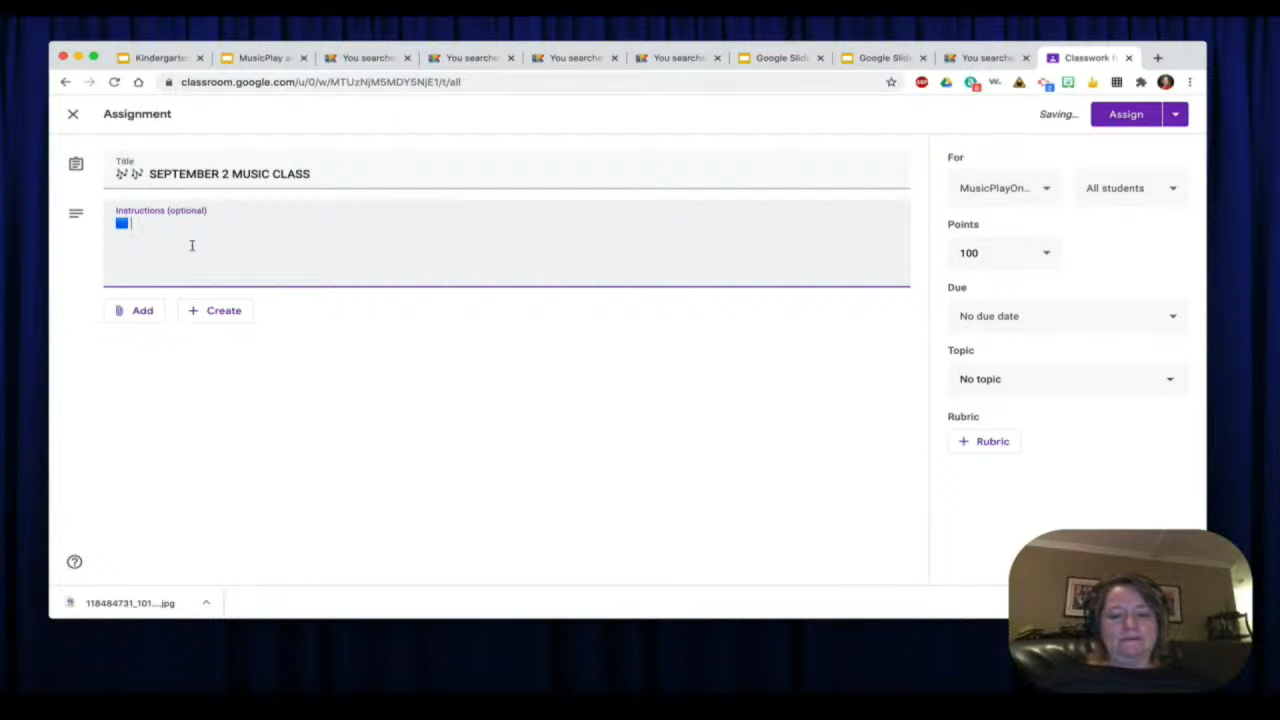 Kindergarte
MusicPlay a
You searche
You searche
You searche
You searche
Google Slid
Google Slid
You searche
Classwork f
classroom.google.com/u/0/w/MTUzNjM5MDY5NjE1/t/all
Assignment
Saving...
Assign
Title
SEPTEMBER 2 MUSIC CLASS
Instructions (optional)
Add
Create
For
MusicPlayOn...
All students
Points
100
Due
No due date
Topic
No topic
Rubric
Rubric
118484731_101....jpg